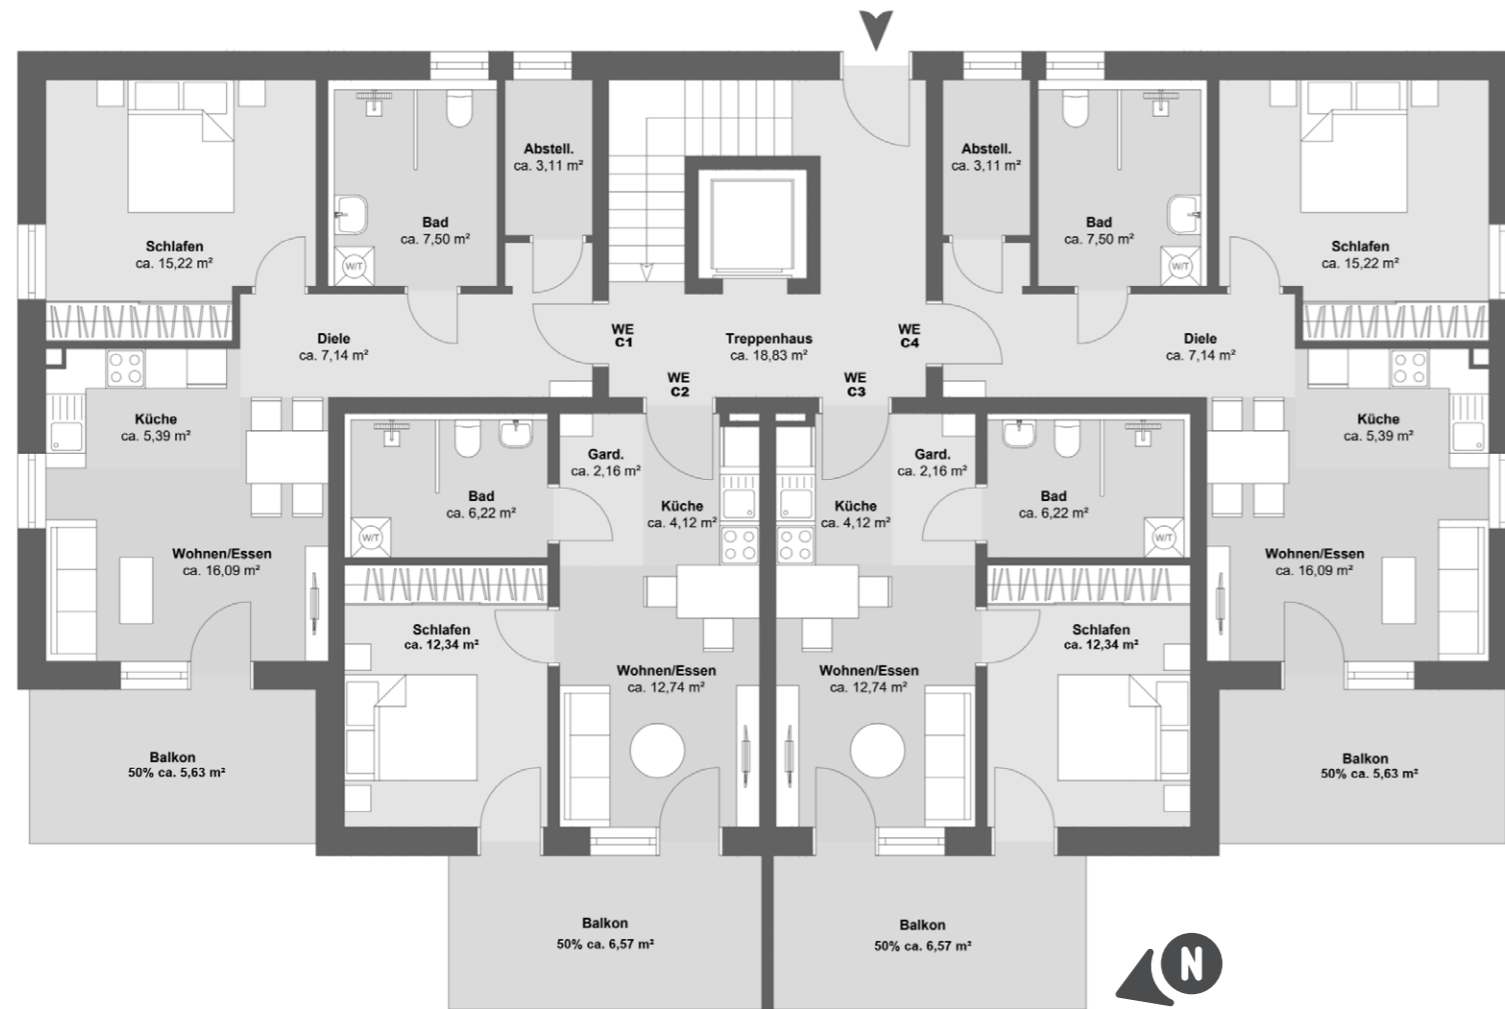 Abstell.
ca. 3,11 m²
Abstell.
ca. 3,11 m²
Bad
ca. 7,50 m²
Bad
ca. 7,50 m²
Schlafen
ca. 15,22 m²
Schlafen
ca. 15,22 m²
W/T
W/T
Diele
ca. 7,14 m²
WE
C1
Treppenhaus
ca. 18,83 m²
WE
C4
Diele
ca. 7,14 m²
WE
C2
WE
C3
Küche
ca. 5,39 m²
Küche
ca. 5,39 m²
Gard.
ca. 2,16 m²
Gard.
ca. 2,16 m²
Bad
ca. 6,22 m²
Küche
ca. 4,12 m²
Küche
ca. 4,12 m²
Bad
ca. 6,22 m²
W/T
W/T
Wohnen/Essen
ca. 16,09 m²
Wohnen/Essen
ca. 16,09 m²
Schlafen
ca. 12,34 m²
Schlafen
ca. 12,34 m²
Wohnen/Essen
ca. 12,74 m²
Wohnen/Essen
ca. 12,74 m²
Balkon
50% ca. 5,63 m²
Balkon
50% ca. 5,63 m²
Balkon
50% ca. 6,57 m²
Balkon
50% ca. 6,57 m²
N